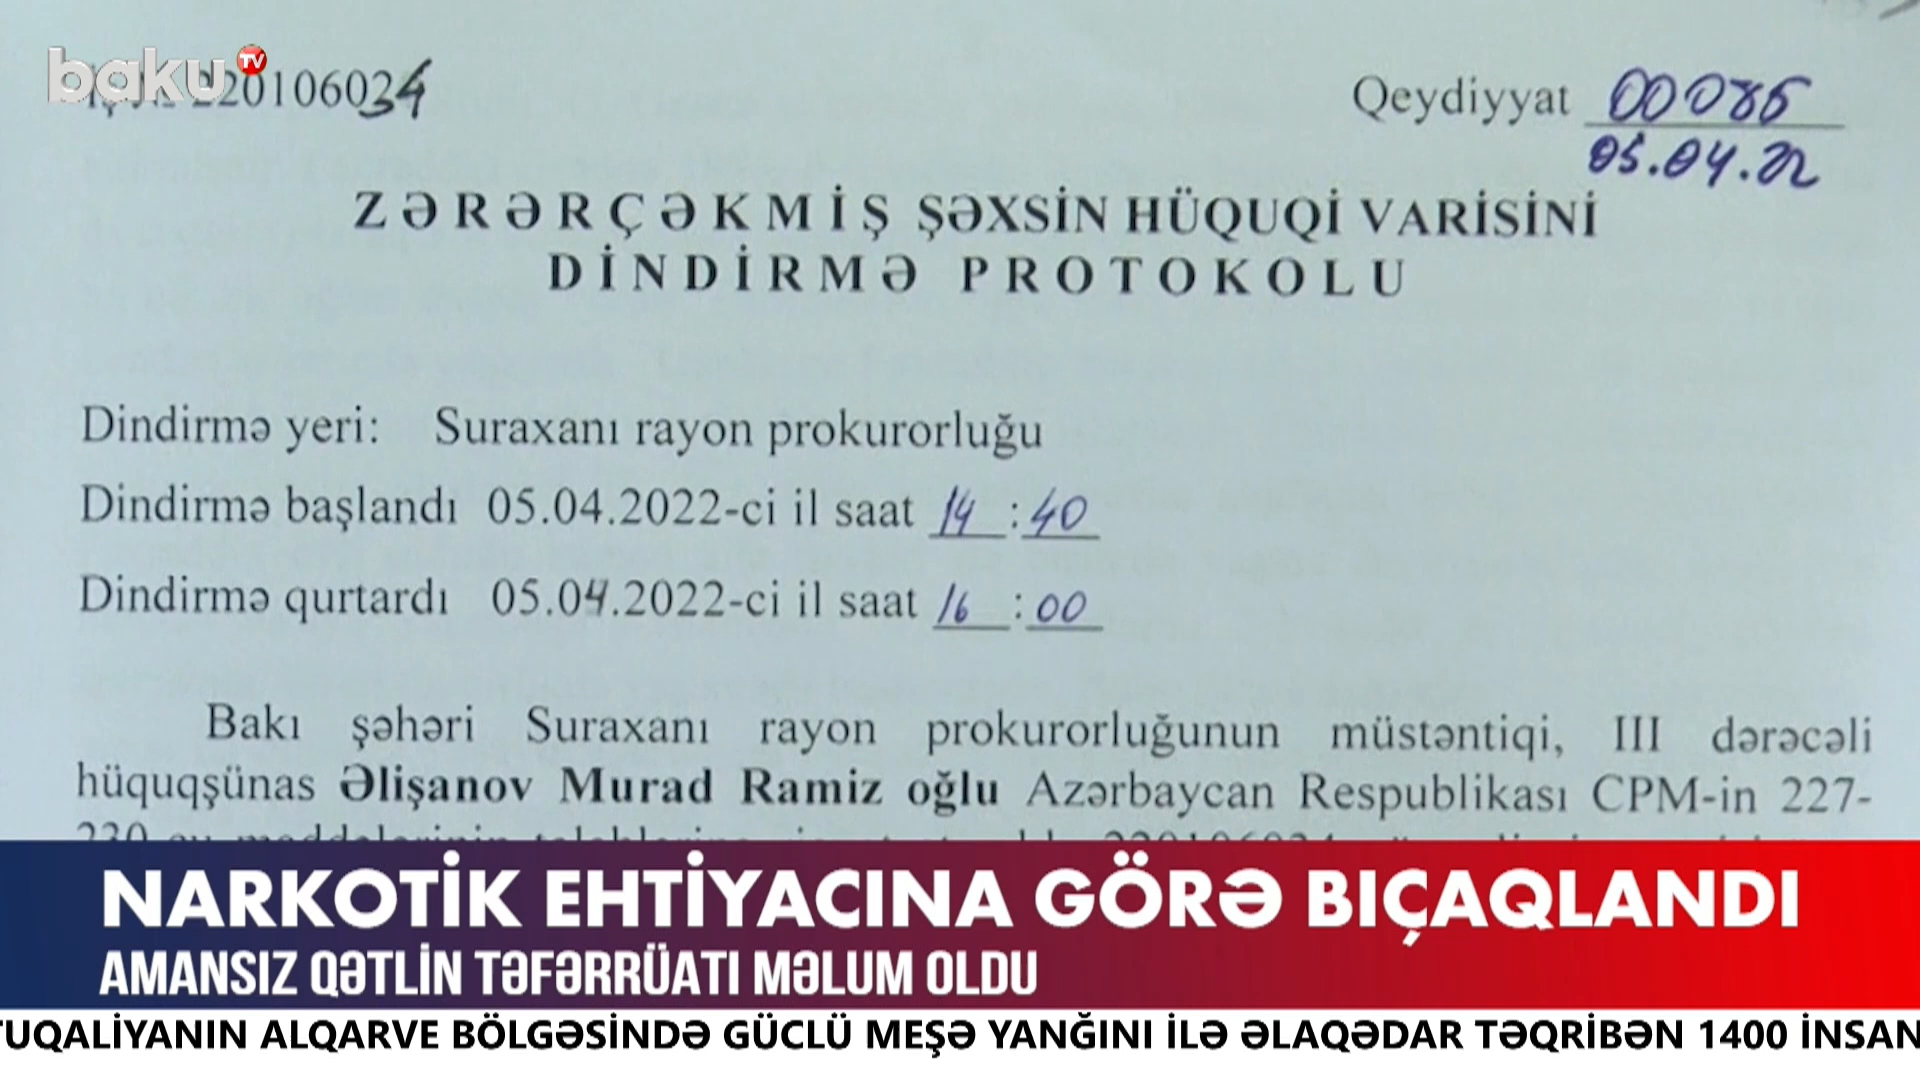 baku TV
İş № 220106034
Qeydiyyat 00086
05.04.22
ZƏRƏRÇƏKMİŞ ŞƏXSİN HÜQUQİ VARİSİNİ
DİNDİRMƏ PROTOKOLU
Dindirmə yeri: Suraxanı rayon prokurorluğu
Dindirmə başlandı 05.04.2022-ci il saat 14:40
Dindirmə qurtardı 05.04.2022-ci il saat 16:00
Bakı şəhəri Suraxanı rayon prokurorluğunun müstəntiqi, III dərəcəli
hüquqşünas Əlişanov Murad Ramiz oğlu Azərbaycan Respublikası CPM-in 227-
NARKOTİK EHTİYACINA GÖRƏ BIÇAQLANDI
AMANSIZ QƏTLİN TƏFƏRRÜATI MƏLUM OLDU
TUQALİYANIN ALQARVE BÖLGƏSİNDƏ GÜCLÜ MEŞƏ YANĞINI İLƏ ƏLAQƏDAR TƏQRİBƏN 1400 İNSAN